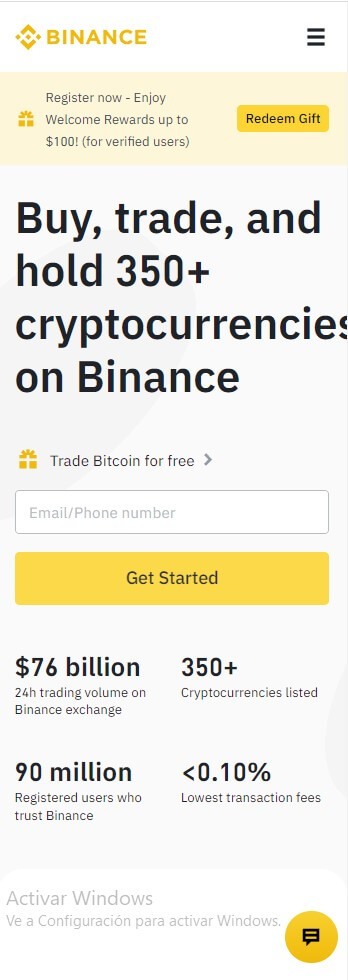 BINANCE
Register now - Enjoy
Welcome Rewards up to
$100! (for verified users)
Redeem Gift
Buy, trade, and
hold 350+
cryptocurrencies
on Binance
Trade Bitcoin for free
Email/Phone number
Get Started
$76 billion
24h trading volume on
Binance exchange
350+
Cryptocurrencies listed
90 million
Registered users who
trust Binance
<0.10%
Lowest transaction fees
Activar Windows
Ve a Configuración para activar Windows.